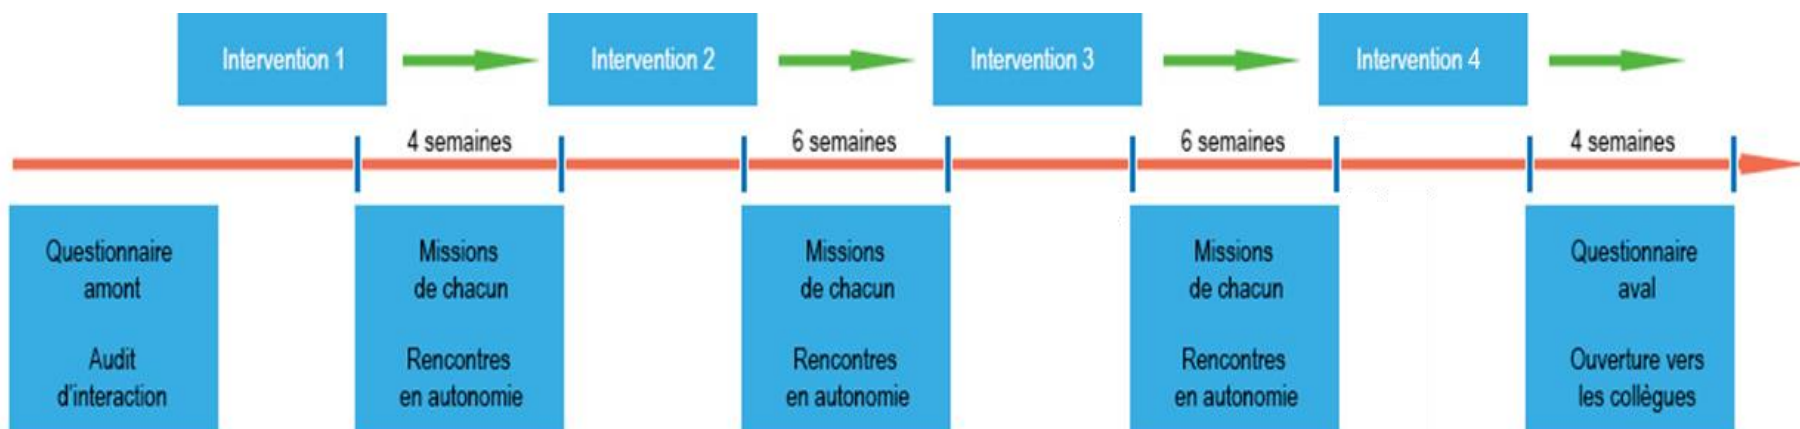 Intervention 1
Intervention 2
Intervention 3
Intervention 4
4 semaines
6 semaines
6 semaines
4 semaines
Questionnaire
amont
Audit
d'interaction
Missions
de chacun
Rencontres
en autonomie
Missions
de chacun
Rencontres
en autonomie
Missions
de chacun
Rencontres
en autonomie
Questionnaire
aval
Ouverture vers
les collègues